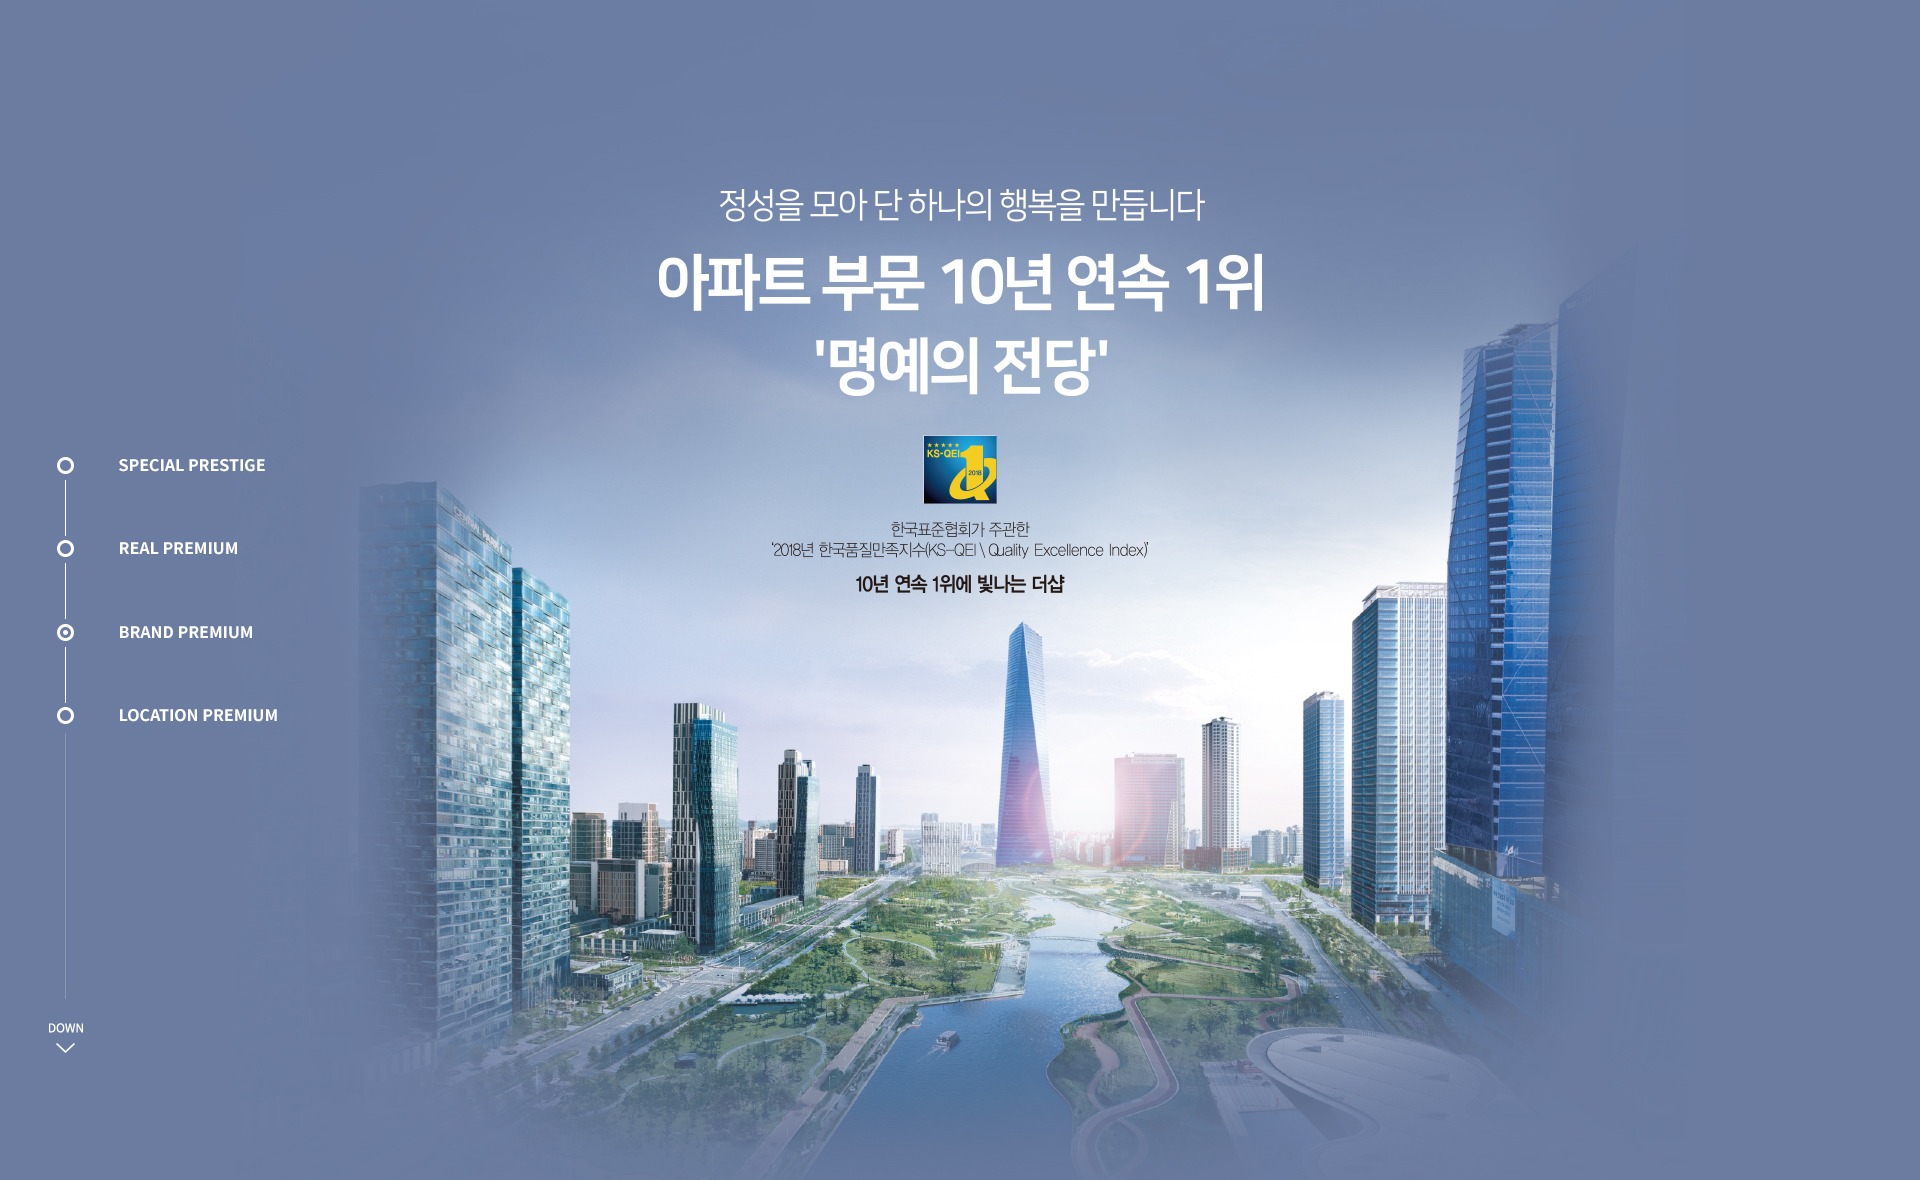 정성을 모아 단 하나의 행복을 만듭니다
아파트 부문 10년 연속 1위
'명예의 전당'
★★★★★
KS-QEI 1
2018
한국표준협회가 주관한
'2018년 한국품질만족지수(KS-QEI \ Quality Excellence Index)'
10년 연속 1위에 빛나는 더샵
SPECIAL PRESTIGE
REAL PREMIUM
BRAND PREMIUM
LOCATION PREMIUM
DOWN